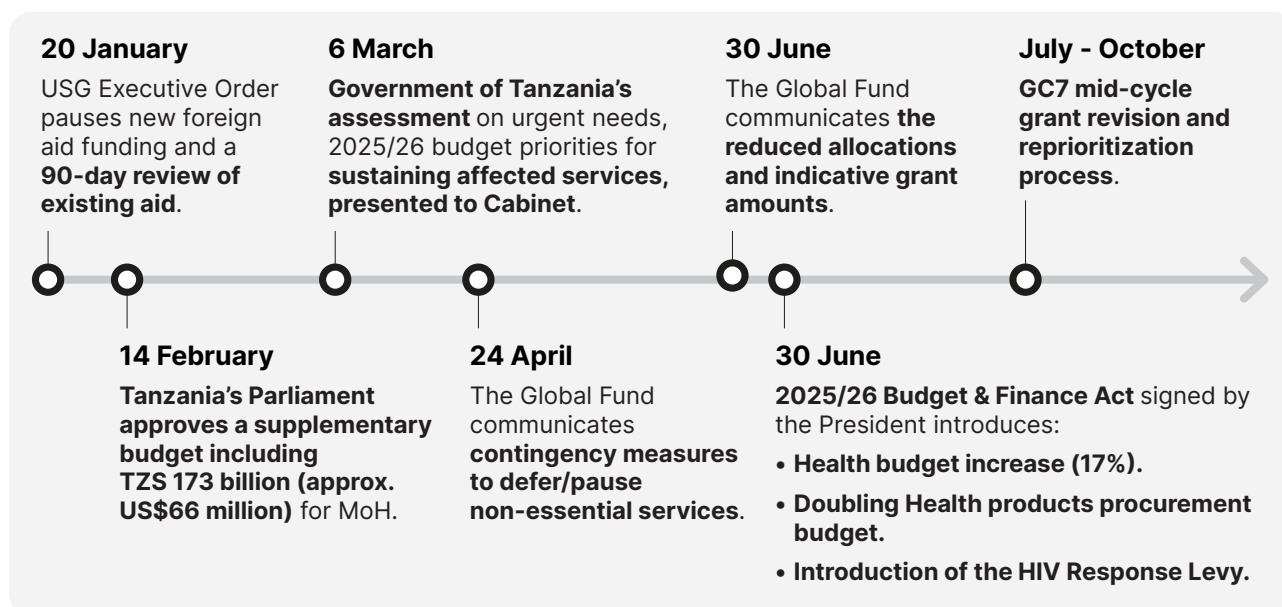 20 January
USG Executive Order
pauses new foreign
aid funding and a
90-day review of
existing aid.
6 March
Government of Tanzania’s
assessment on urgent needs,
2025/26 budget priorities for
sustaining affected services,
presented to Cabinet.
30 June
The Global Fund
communicates the
reduced allocations
and indicative grant
amounts.
July - October
GC7 mid-cycle
grant revision and
reprioritization
process.
14 February
Tanzania’s Parliament
approves a supplementary
budget including
TZS 173 billion (approx.
US$66 million) for MoH.
24 April
The Global Fund
communicates
contingency measures
to defer/pause
non-essential services.
30 June
2025/26 Budget & Finance Act signed by
the President introduces:
• Health budget increase (17%).
• Doubling Health products procurement
budget.
• Introduction of the HIV Response Levy.